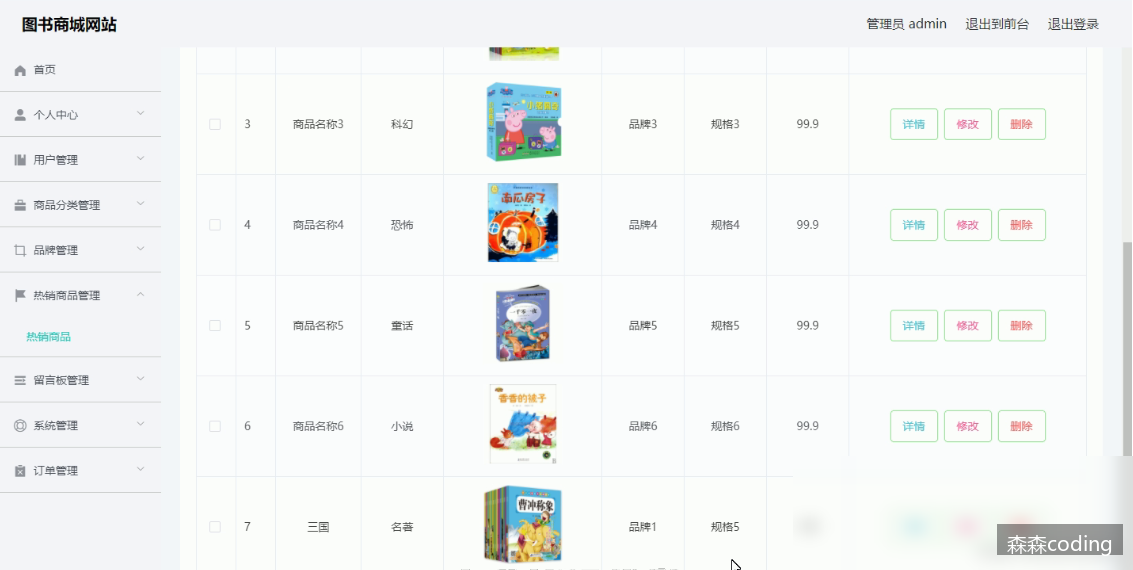 图书商城网站
管理员 admin 退出到前台 退出登录
首页
个人中心
用户管理
商品分类管理
品牌管理
热销商品管理
热销商品
留言板管理
系统管理
订单管理
3 商品名称3 科幻 品牌3 规格3 99.9 详情 修改 删除
4 商品名称4 恐怖 品牌4 规格4 99.9 详情 修改 删除
南瓜房子
5 商品名称5 童话 品牌5 规格5 99.9 详情 修改 删除
一千零一夜
6 商品名称6 小说 品牌6 规格6 99.9 详情 修改 删除
香香的镜子
7 三国 名著 品牌1 规格5
曹冲称象
森森coding